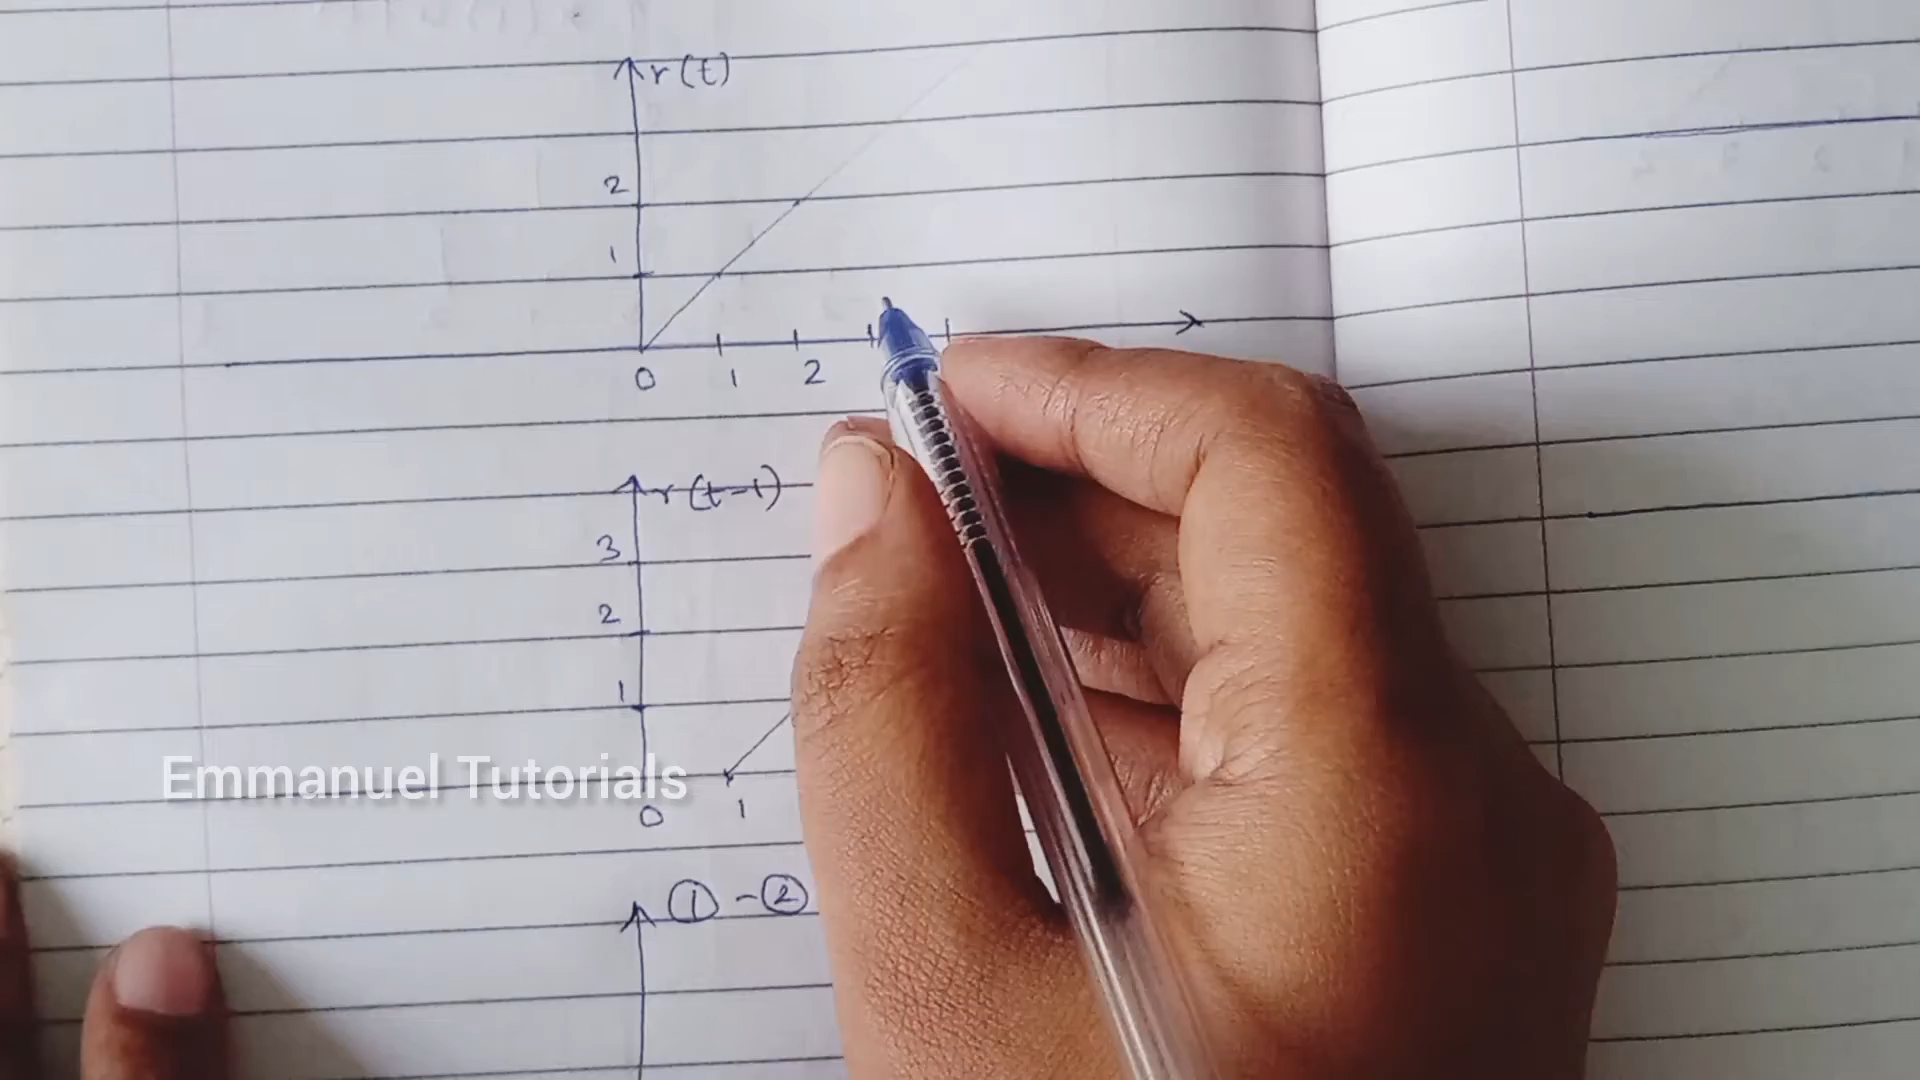 r(t)
2
1
0 1 2
r(t-1)
3
2
1
Emmanuel Tutorials
0 1
① - ②